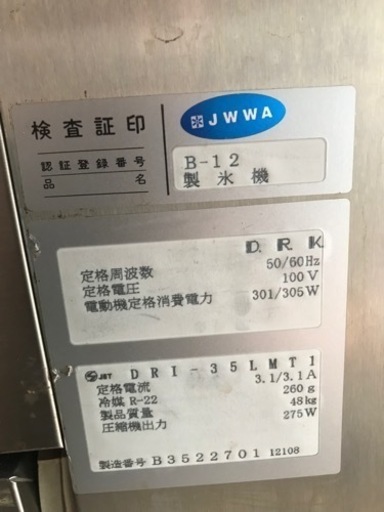 検査証印
JWWA
認証登録番号 B-12
品名 製氷機
D.R.K
定格周波数 50/60Hz
定格電圧 100V
電動機定格消費電力 301/305W
JET DRI-35LMT1
定格電流 3.1/3.1A
冷媒 R-22 260g
製品質量 48kg
圧縮機出力 275W
製造番号 B3522701 12108